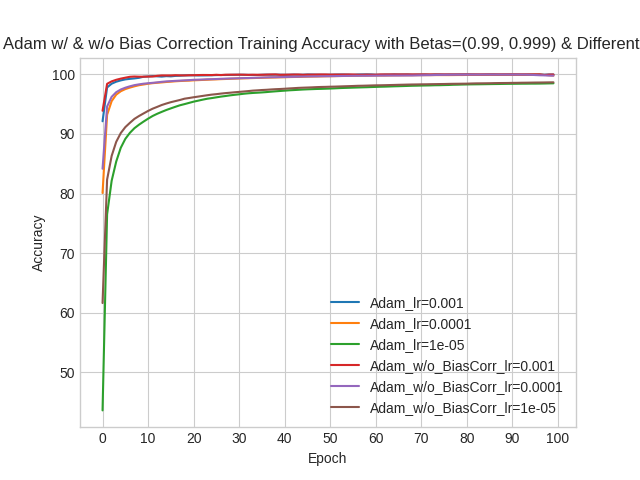 Adam w/ & w/o Bias Correction Training Accuracy with Betas=(0.99, 0.999) & Different
100
90
80
70
60
50
Accuracy
Adam_lr=0.001
Adam_lr=0.0001
Adam_lr=1e-05
Adam_w/o_BiasCorr_lr=0.001
Adam_w/o_BiasCorr_lr=0.0001
Adam_w/o_BiasCorr_lr=1e-05
0 10 20 30 40 50 60 70 80 90 100
Epoch